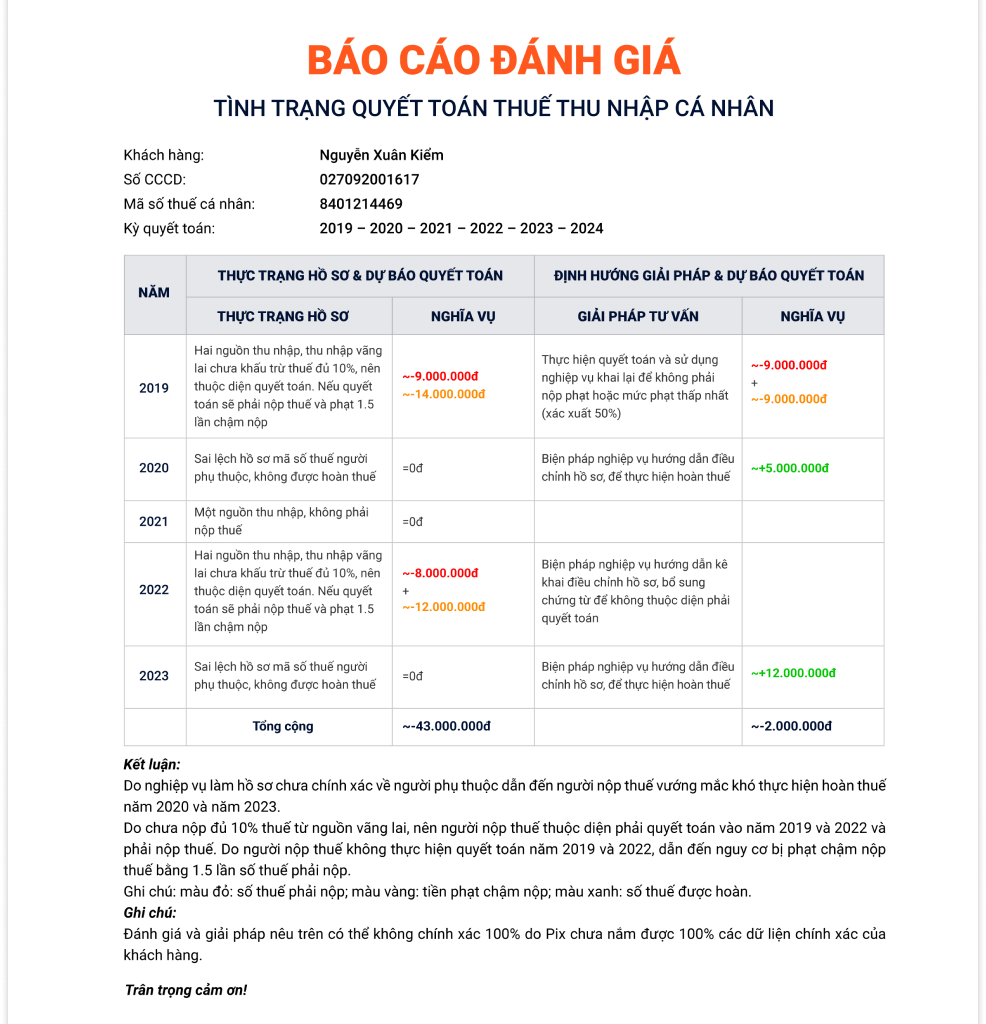 BÁO CÁO ĐÁNH GIÁ
TÌNH TRẠNG QUYẾT TOÁN THUẾ THU NHẬP CÁ NHÂN
Khách hàng: Nguyễn Xuân Kiểm
Số CCCD: 027092001617
Mã số thuế cá nhân: 8401214469
Kỳ quyết toán: 2019 – 2020 – 2021 – 2022 – 2023 – 2024
NĂM
THỰC TRẠNG HỒ SƠ & DỰ BÁO QUYẾT TOÁN
ĐỊNH HƯỚNG GIẢI PHÁP & DỰ BÁO QUYẾT TOÁN
THỰC TRẠNG HỒ SƠ
NGHĨA VỤ
GIẢI PHÁP TƯ VẤN
NGHĨA VỤ
2019
Hai nguồn thu nhập, thu nhập vãng
lai chưa khấu trừ thuế đủ 10%, nên
thuộc diện quyết toán. Nếu quyết
toán sẽ phải nộp thuế và phạt 1.5
lần chậm nộp
~-9.000.000đ
~-14.000.000đ
Thực hiện quyết toán và sử dụng
nghiệp vụ khai lại để không phải
nộp phạt hoặc mức phạt thấp nhất
(xác xuất 50%)
~-9.000.000đ
+
~-9.000.000đ
2020
Sai lệch hồ sơ mã số thuế người
phụ thuộc, không được hoàn thuế
=0đ
Biện pháp nghiệp vụ hướng dẫn điều
chỉnh hồ sơ, để thực hiện hoàn thuế
~+5.000.000đ
2021
Một nguồn thu nhập, không phải
nộp thuế
=0đ
2022
Hai nguồn thu nhập, thu nhập vãng
lai chưa khấu trừ thuế đủ 10%, nên
thuộc diện quyết toán. Nếu quyết
toán sẽ phải nộp thuế và phạt 1.5
lần chậm nộp
~-8.000.000đ
+
~-12.000.000đ
Biện pháp nghiệp vụ hướng dẫn kê
khai điều chỉnh hồ sơ, bổ sung
chứng từ để không thuộc diện phải
quyết toán
2023
Sai lệch hồ sơ mã số thuế người
phụ thuộc, không được hoàn thuế
=0đ
Biện pháp nghiệp vụ hướng dẫn điều
chỉnh hồ sơ, để thực hiện hoàn thuế
~+12.000.000đ
Tổng cộng
~-43.000.000đ
~-2.000.000đ
Kết luận:
Do nghiệp vụ làm hồ sơ chưa chính xác về người phụ thuộc dẫn đến người nộp thuế vướng mắc khó thực hiện hoàn thuế
năm 2020 và năm 2023.
Do chưa nộp đủ 10% thuế từ nguồn vãng lai, nên người nộp thuế thuộc diện phải quyết toán vào năm 2019 và 2022 và
phải nộp thuế. Do người nộp thuế không thực hiện quyết toán năm 2019 và 2022, dẫn đến nguy cơ bị phạt chậm nộp
thuế bằng 1.5 lần số thuế phải nộp.
Ghi chú: màu đỏ: số thuế phải nộp; màu vàng: tiền phạt chậm nộp; màu xanh: số thuế được hoàn.
Ghi chú:
Đánh giá và giải pháp nêu trên có thể không chính xác 100% do Pix chưa nắm được 100% các dữ liện chính xác của
khách hàng.
Trân trọng cảm ơn!